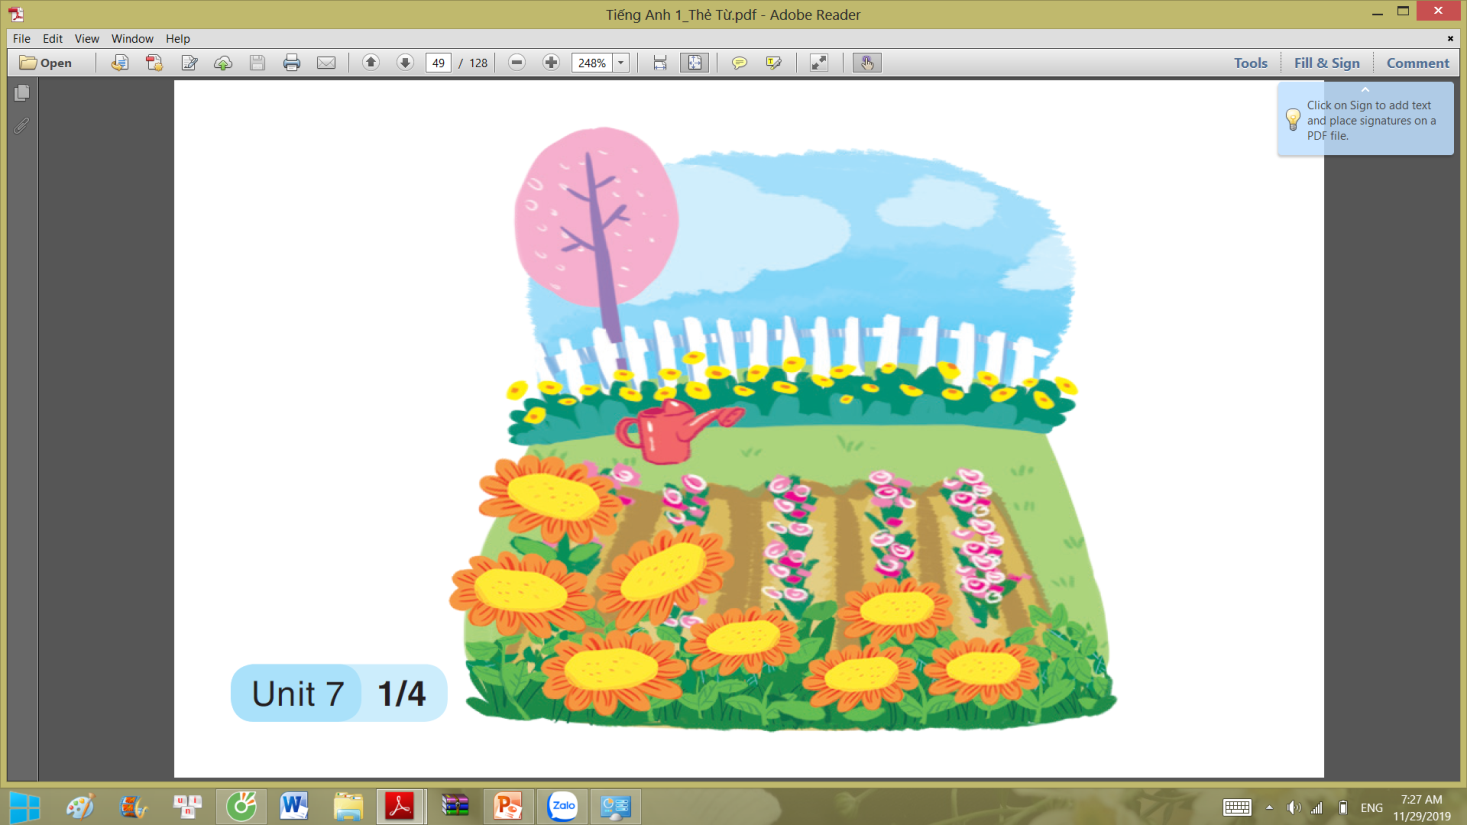 Tiếng Anh 1_Thẻ Từ.pdf - Adobe Reader
File Edit View Window Help
Open 49 / 128 248% Tools Fill & Sign Comment
Click on Sign to add text
and place signatures on a
PDF file.
Unit 7 1/4
Zalo
ENG
7:27 AM
11/29/2019